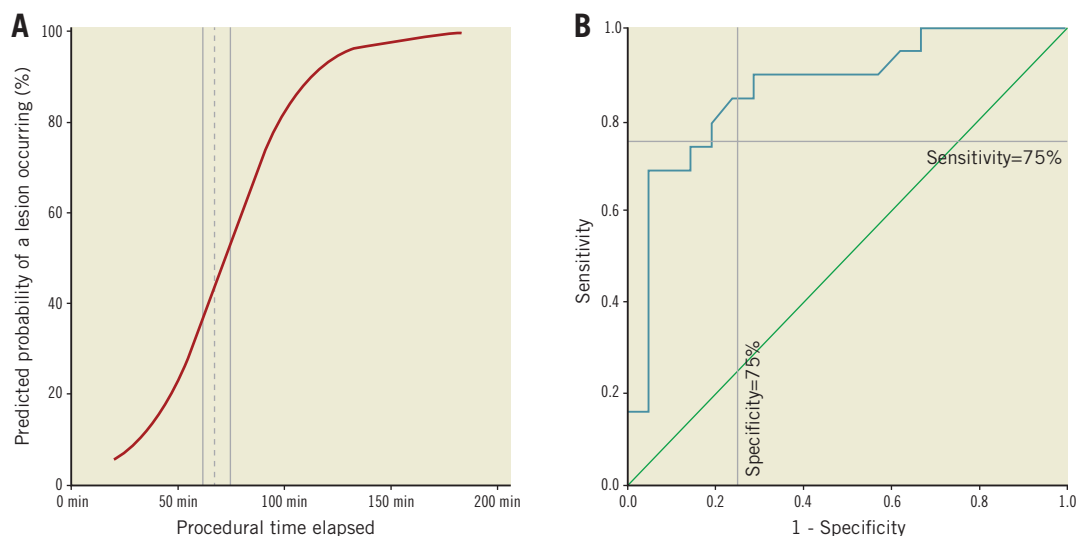 A
Predicted probability of a lesion occurring (%)
100
80
60
40
20
0
0 min
50 min
100 min
150 min
200 min
Procedural time elapsed
B
Sensitivity
1.0
0.8
0.6
0.4
0.2
0.0
Sensitivity=75%
Specificity=75%
0.0
0.2
0.4
0.6
0.8
1.0
1 - Specificity